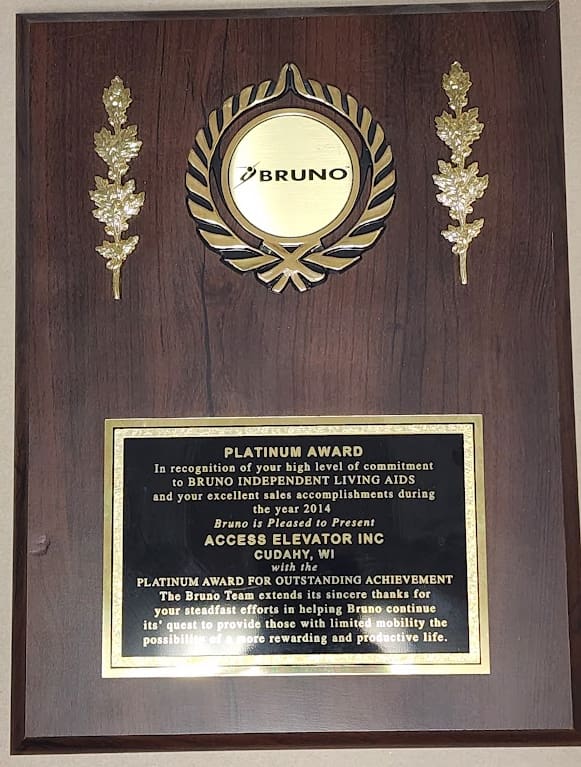 BRUNO
PLATINUM AWARD
In recognition of your high level of commitment
to BRUNO INDEPENDENT LIVING AIDS
and your excellent sales accomplishments during
the year 2014
Bruno is Pleased to Present
ACCESS ELEVATOR INC
CUDAHY, WI
with the
PLATINUM AWARD FOR OUTSTANDING ACHIEVEMENT
The Bruno Team extends its sincere thanks for
your steadfast efforts in helping Bruno continue
its' quest to provide those with limited mobility the
possibility of a more rewarding and productive life.